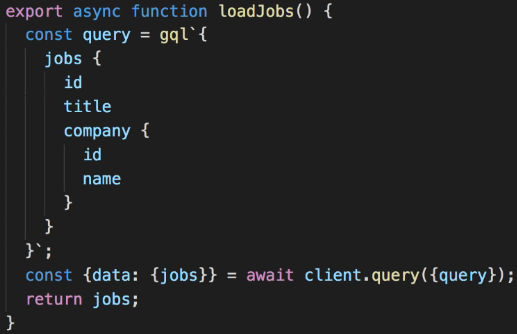 export async function loadJobs() {
  const query = gql`{
    jobs {
      id
      title
      company {
        id
        name
      }
    }
  }`;
  const {data: {jobs}} = await client.query({query});
  return jobs;
}